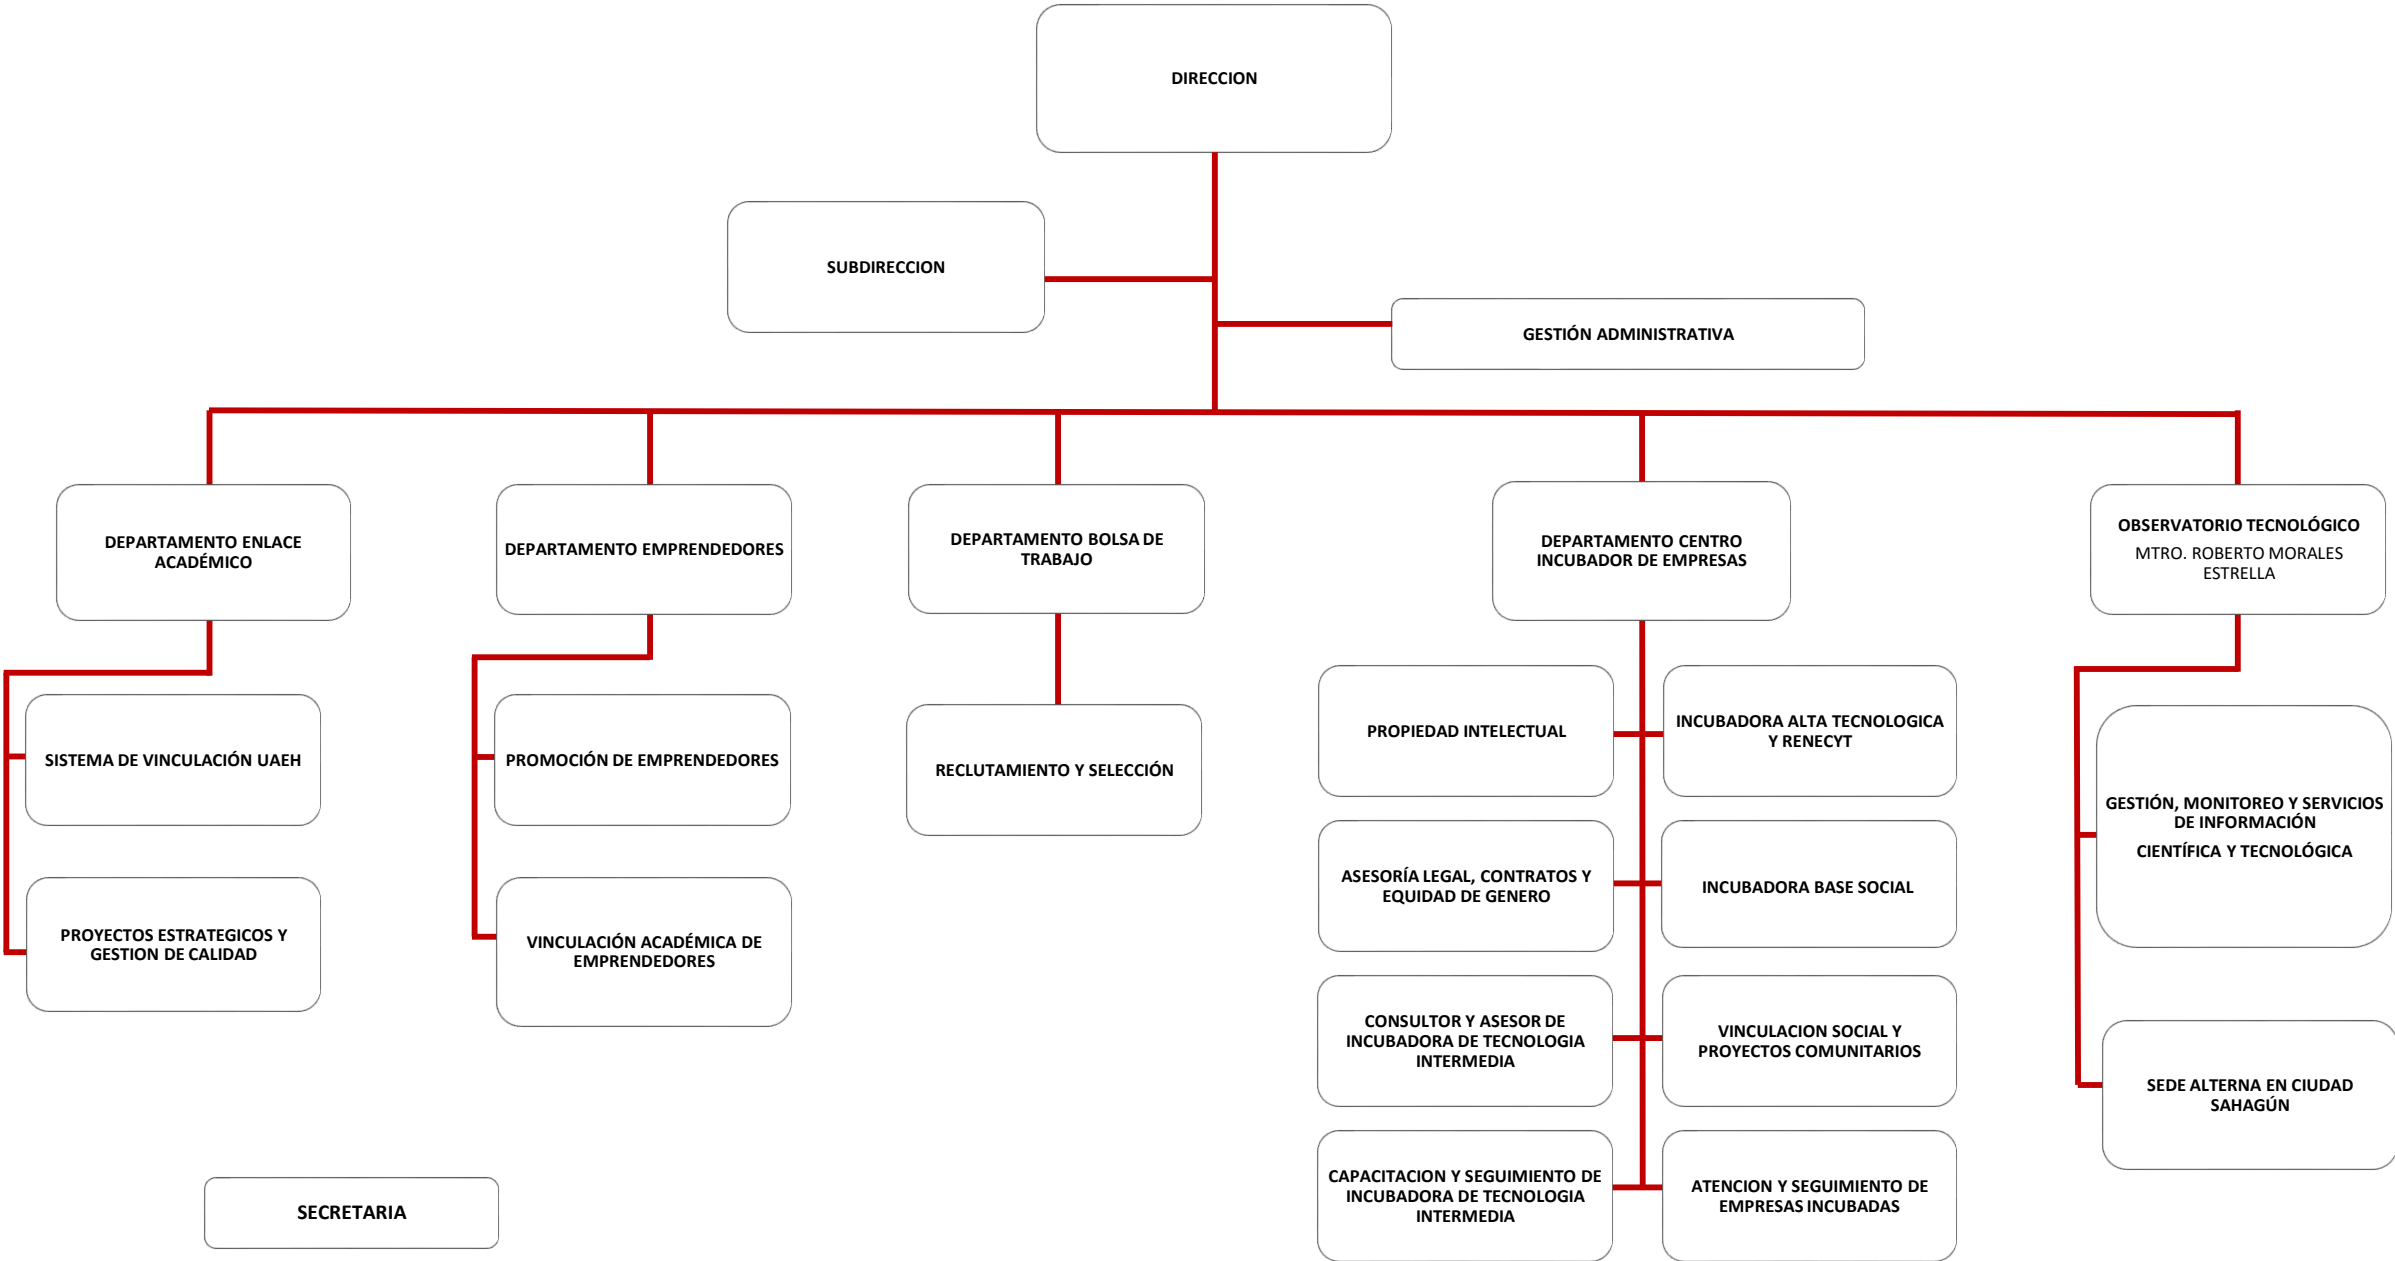 DIRECCION
SUBDIRECCION
GESTIÓN ADMINISTRATIVA
DEPARTAMENTO ENLACE
ACADÉMICO
DEPARTAMENTO EMPRENDEDORES
DEPARTAMENTO BOLSA DE
TRABAJO
DEPARTAMENTO CENTRO
INCUBADOR DE EMPRESAS
OBSERVATORIO TECNOLÓGICO
MTRO. ROBERTO MORALES
ESTRELLA
SISTEMA DE VINCULACIÓN UAEH
PROMOCIÓN DE EMPRENDEDORES
RECLUTAMIENTO Y SELECCIÓN
PROPIEDAD INTELECTUAL
INCUBADORA ALTA TECNOLOGICA
Y RENECYT
GESTIÓN, MONITOREO Y SERVICIOS
DE INFORMACIÓN
CIENTÍFICA Y TECNOLÓGICA
PROYECTOS ESTRATEGICOS Y
GESTION DE CALIDAD
VINCULACIÓN ACADÉMICA DE
EMPRENDEDORES
ASESORÍA LEGAL, CONTRATOS Y
EQUIDAD DE GENERO
INCUBADORA BASE SOCIAL
CONSULTOR Y ASESOR DE
INCUBADORA DE TECNOLOGIA
INTERMEDIA
VINCULACION SOCIAL Y
PROYECTOS COMUNITARIOS
SEDE ALTERNA EN CIUDAD
SAHAGÚN
CAPACITACION Y SEGUIMIENTO DE
INCUBADORA DE TECNOLOGIA
INTERMEDIA
ATENCION Y SEGUIMIENTO DE
EMPRESAS INCUBADAS
SECRETARIA